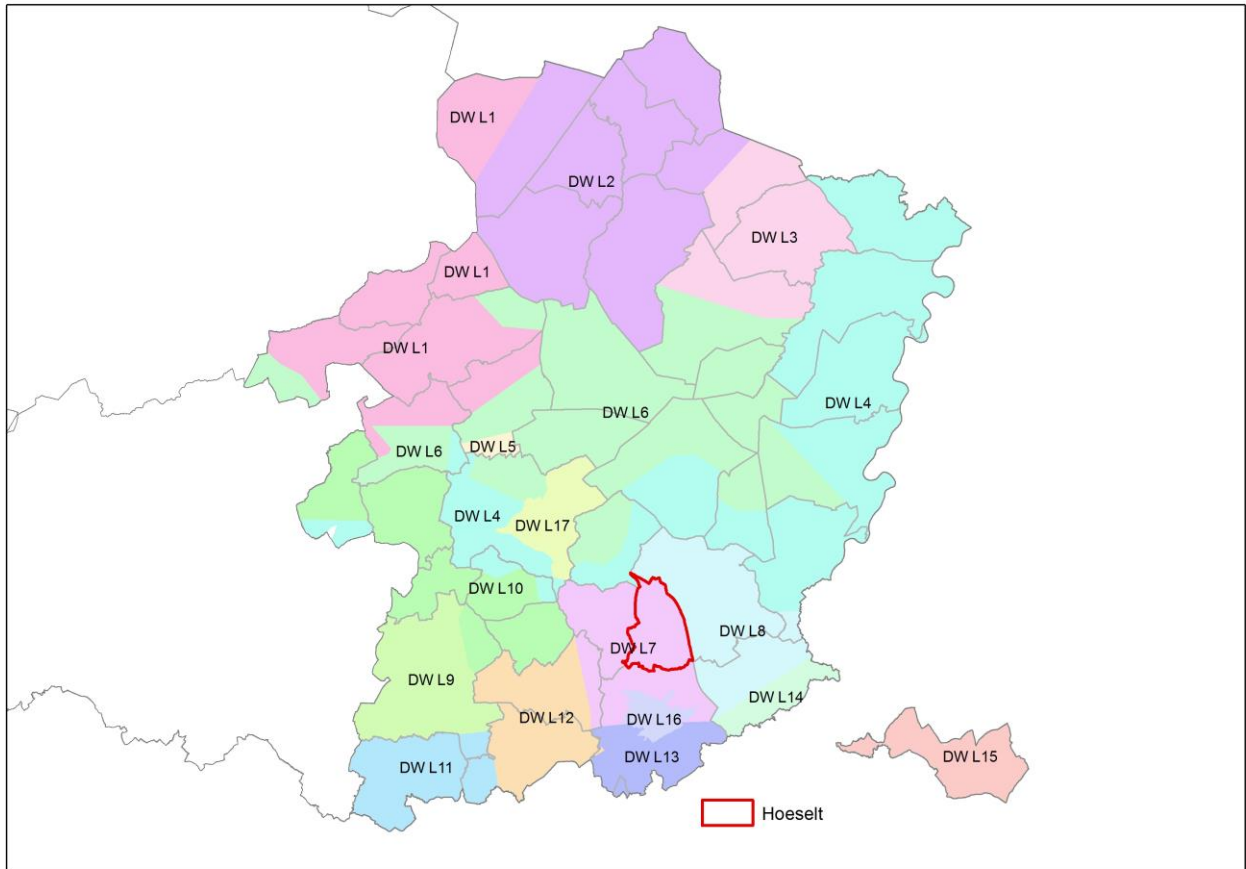 DW L1
DW L2
DW L3
DW L1
DW L1
DW L4
DW L6
DW L6
DW L5
DW L4
DW L17
DW L10
DW L8
DW L7
DW L9
DW L14
DW L12
DW L16
DW L13
DW L15
DW L11
Hoeselt